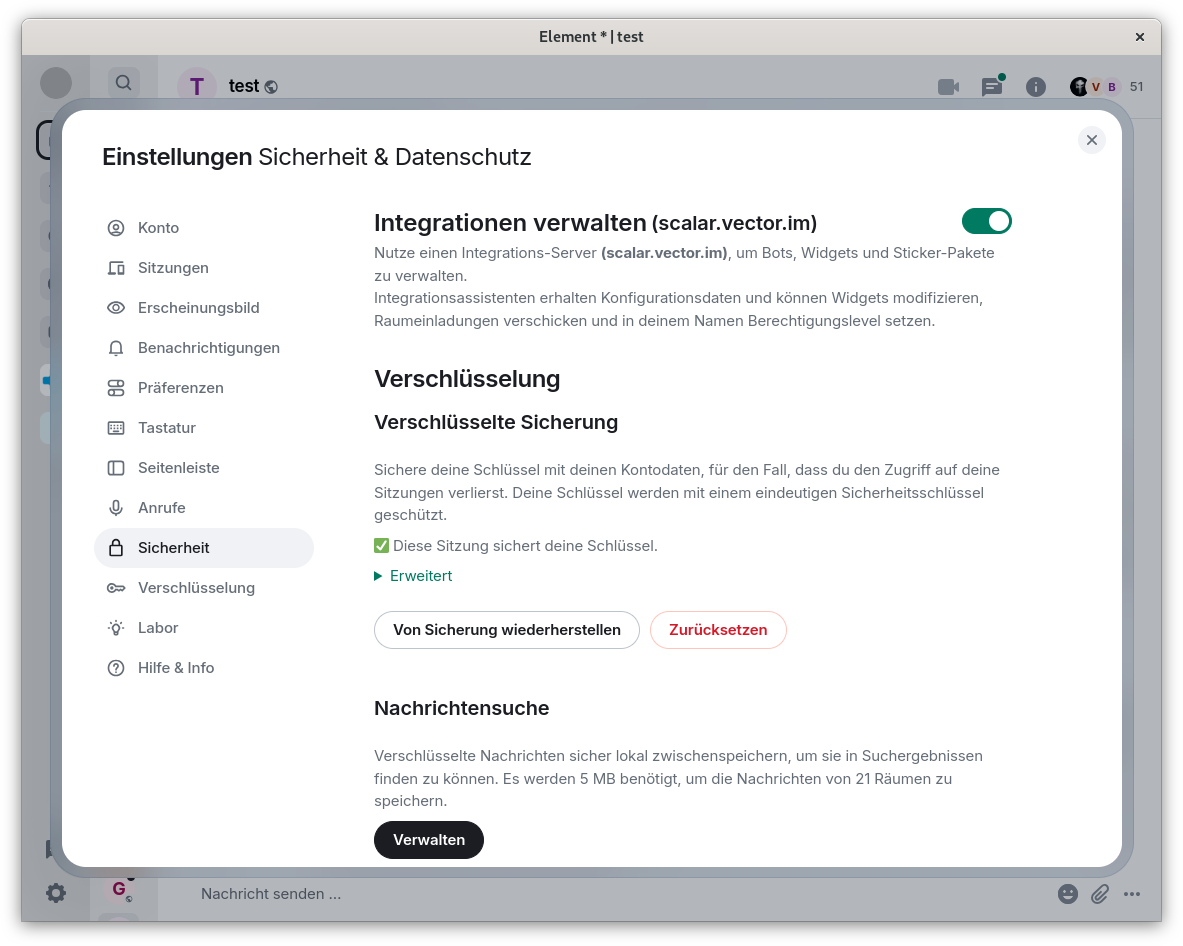 Element * | test
T test
V B 51
Einstellungen Sicherheit & Datenschutz
Konto
Sitzungen
Erscheinungsbild
Benachrichtigungen
Präferenzen
Tastatur
Seitenleiste
Anrufe
Sicherheit
Verschlüsselung
Labor
Hilfe & Info
Integrationen verwalten (scalar.vector.im)
Nutze einen Integrations-Server (scalar.vector.im), um Bots, Widgets und Sticker-Pakete
zu verwalten.
Integrationsassistenten erhalten Konfigurationsdaten und können Widgets modifizieren,
Raumeinladungen verschicken und in deinem Namen Berechtigungslevel setzen.
Verschlüsselung
Verschlüsselte Sicherung
Sichere deine Schlüssel mit deinen Kontodaten, für den Fall, dass du den Zugriff auf deine
Sitzungen verlierst. Deine Schlüssel werden mit einem eindeutigen Sicherheitsschlüssel
geschützt.
✅ Diese Sitzung sichert deine Schlüssel.
Erweitert
Von Sicherung wiederherstellen
Zurücksetzen
Nachrichtensuche
Verschlüsselte Nachrichten sicher lokal zwischenspeichern, um sie in Suchergebnissen
finden zu können. Es werden 5 MB benötigt, um die Nachrichten von 21 Räumen zu
speichern.
Verwalten
G
Nachricht senden …